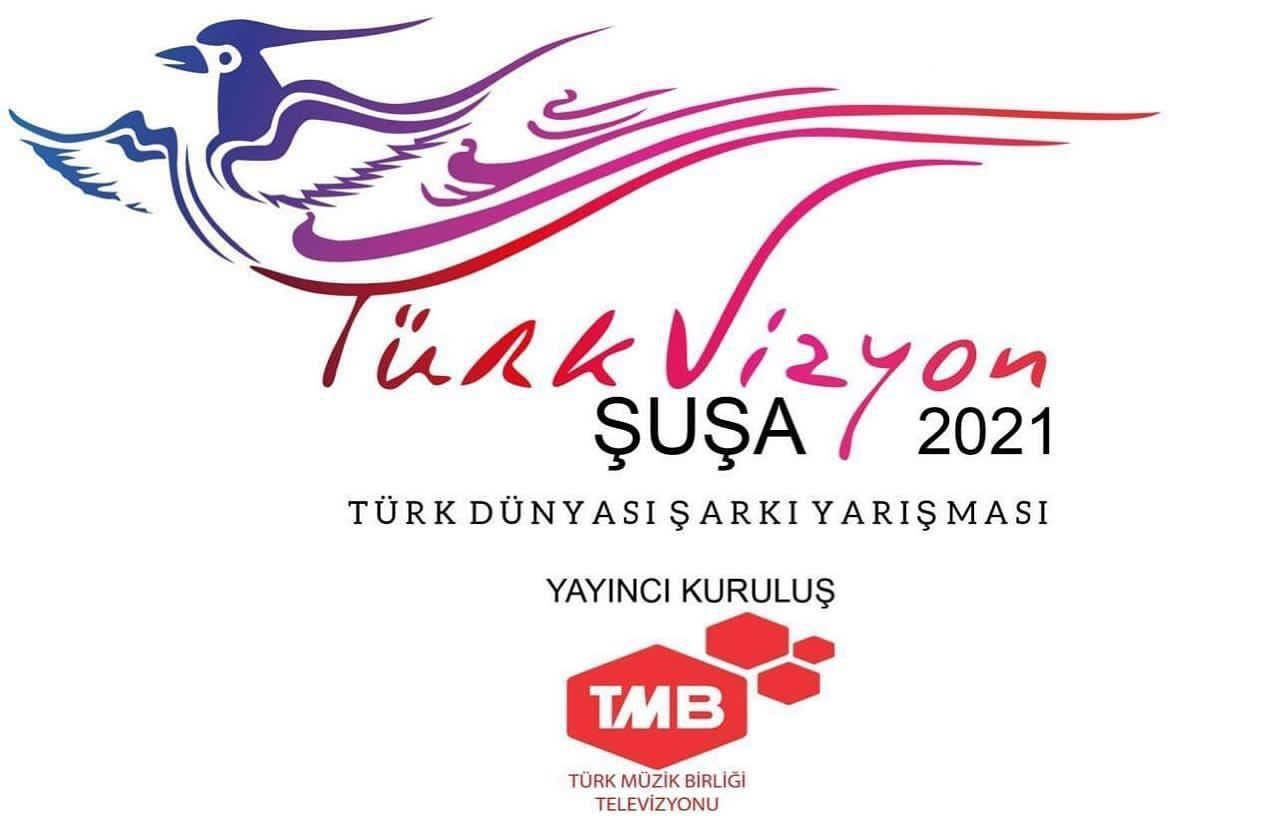 TürkVizyon
ŞUŞA 2021
TÜRK DÜNYASI ŞARKI YARIŞMASI
YAYINCI KURULUŞ
TMB
TÜRK MÜZİK BİRLİĞİ
TELEVİZYONU